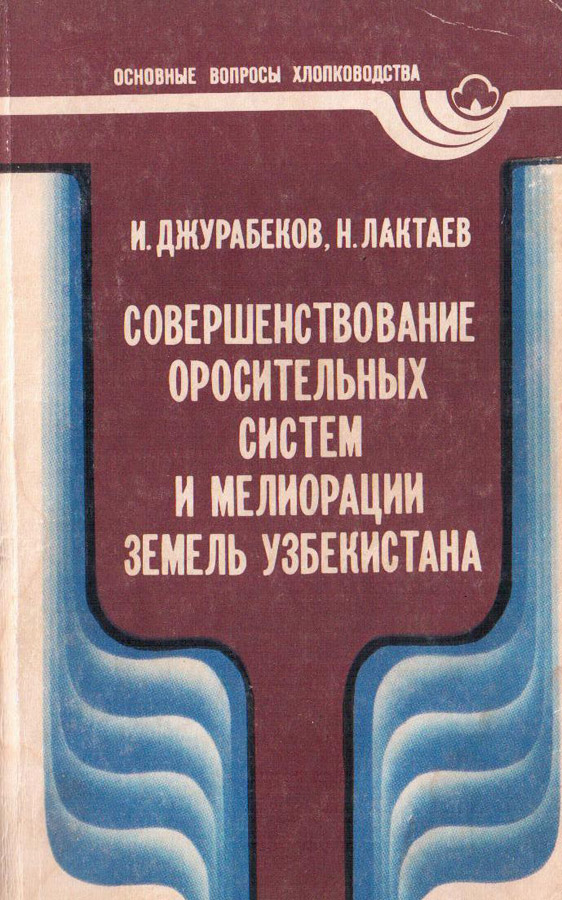 ОСНОВНЫЕ ВОПРОСЫ ХЛОПКОВОДСТВА
И. ДЖУРАБЕКОВ, Н. ЛАКТАЕВ
СОВЕРШЕНСТВОВАНИЕ
ОРОСИТЕЛЬНЫХ
СИСТЕМ
И МЕЛИОРАЦИИ
ЗЕМЕЛЬ УЗБЕКИСТАНА